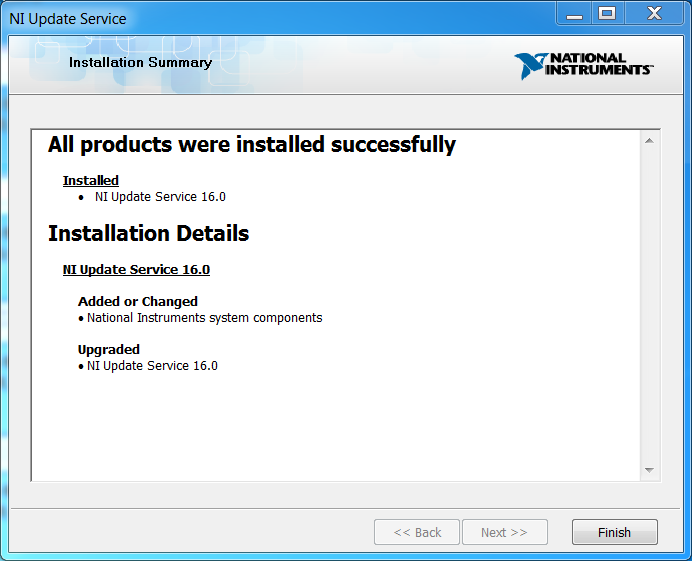 NI Update Service
Installation Summary
NATIONAL
INSTRUMENTS™
All products were installed successfully
Installed
• NI Update Service 16.0
Installation Details
NI Update Service 16.0
Added or Changed
• National Instruments system components
Upgraded
• NI Update Service 16.0
<< Back
Next >>
Finish